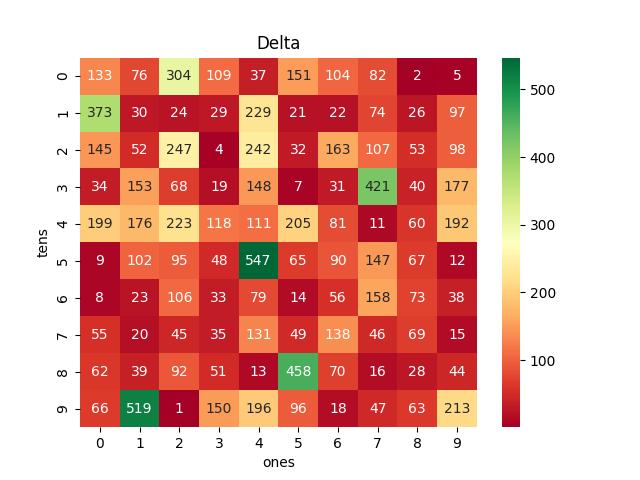 Delta
0 133 76 304 109 37 151 104 82 2 5
1 373 30 24 29 229 21 22 74 26 97
2 145 52 247 4 242 32 163 107 53 98
3 34 153 68 19 148 7 31 421 40 177
4 199 176 223 118 111 205 81 11 60 192
5 9 102 95 48 547 65 90 147 67 12
6 8 23 106 33 79 14 56 158 73 38
7 55 20 45 35 131 49 138 46 69 15
8 62 39 92 51 13 458 70 16 28 44
9 66 519 1 150 196 96 18 47 63 213
0 1 2 3 4 5 6 7 8 9
ones
tens
500
400
300
200
100